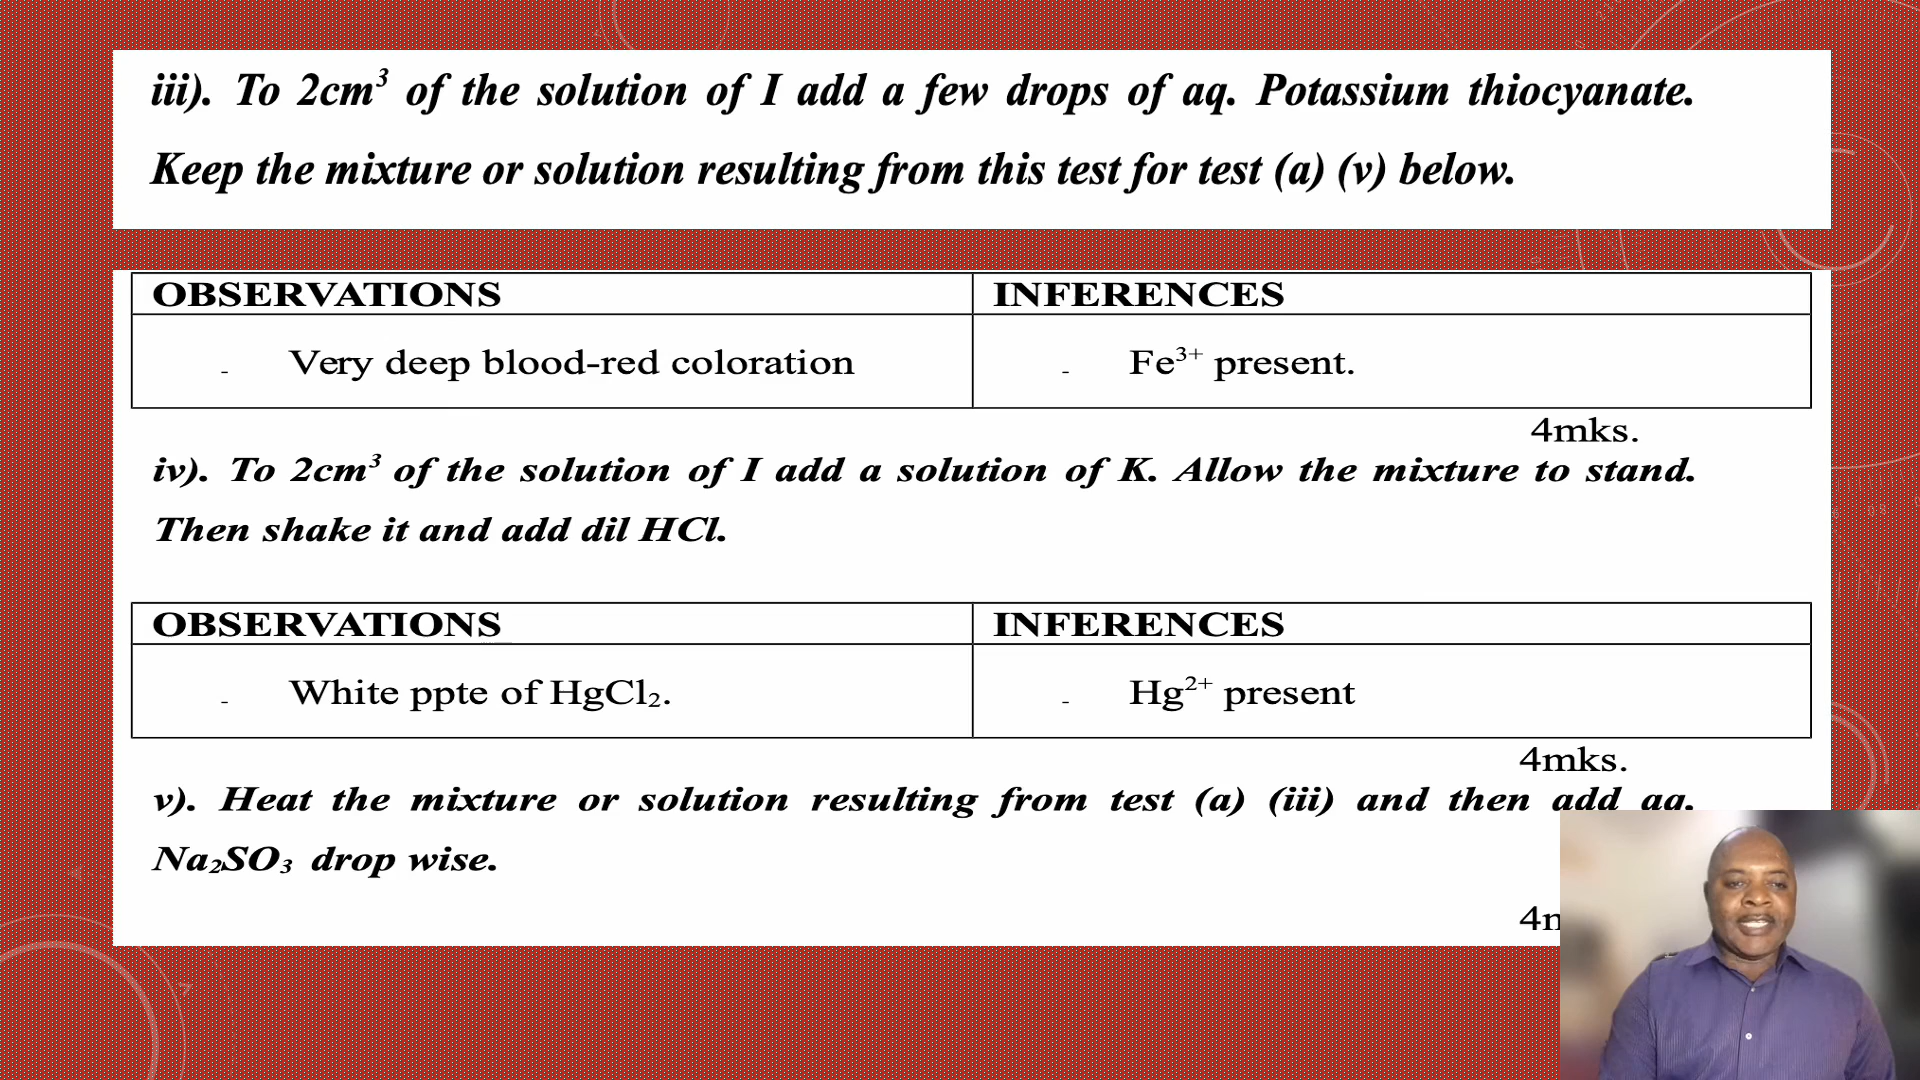 iii). To 2cm³ of the solution of I add a few drops of aq. Potassium thiocyanate.
Keep the mixture or solution resulting from this test for test (a) (v) below.
OBSERVATIONS INFERENCES
- Very deep blood-red coloration - Fe³⁺ present.
4mks.
iv). To 2cm³ of the solution of I add a solution of K. Allow the mixture to stand.
Then shake it and add dil HCl.
OBSERVATIONS INFERENCES
- White ppte of HgCl₂. - Hg²⁺ present
4mks.
v). Heat the mixture or solution resulting from test (a) (iii) and then add aq.
Na₂SO₃ drop wise.